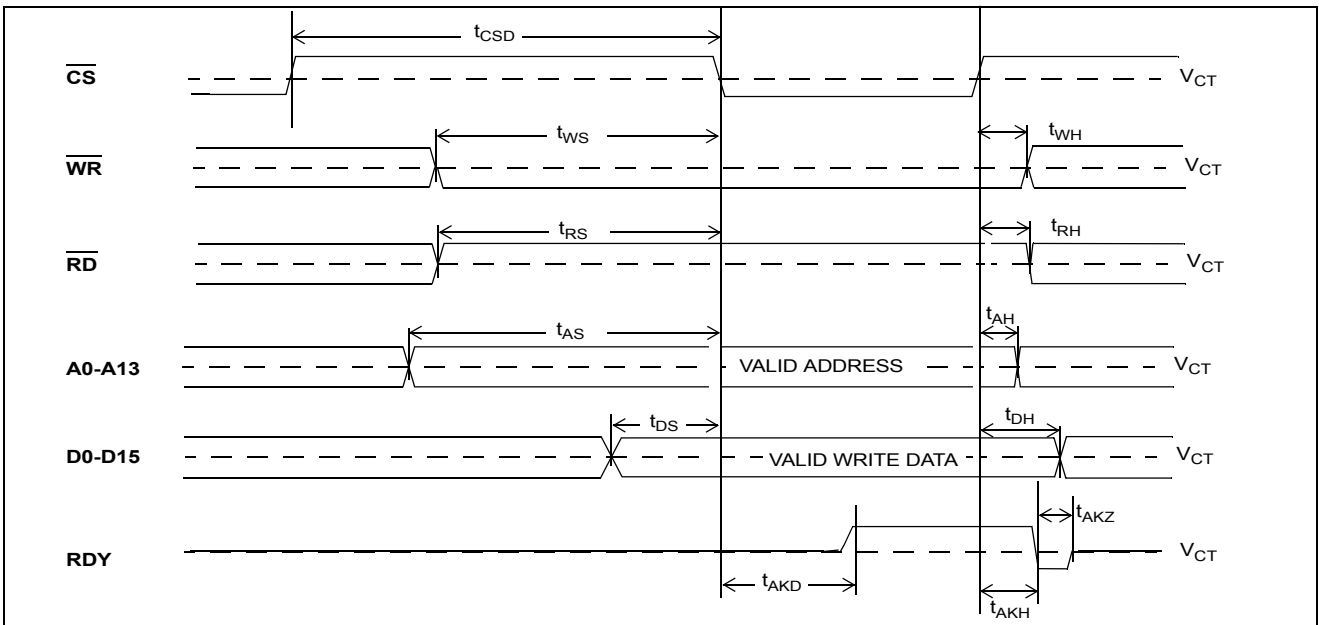 tCSD
CS VCT
tWS tWH
WR VCT
tRS tRH
RD VCT
tAS tAH
A0-A13 VALID ADDRESS VCT
tDS tDH
D0-D15 VALID WRITE DATA VCT
tAKZ
RDY VCT
tAKD
tAKH